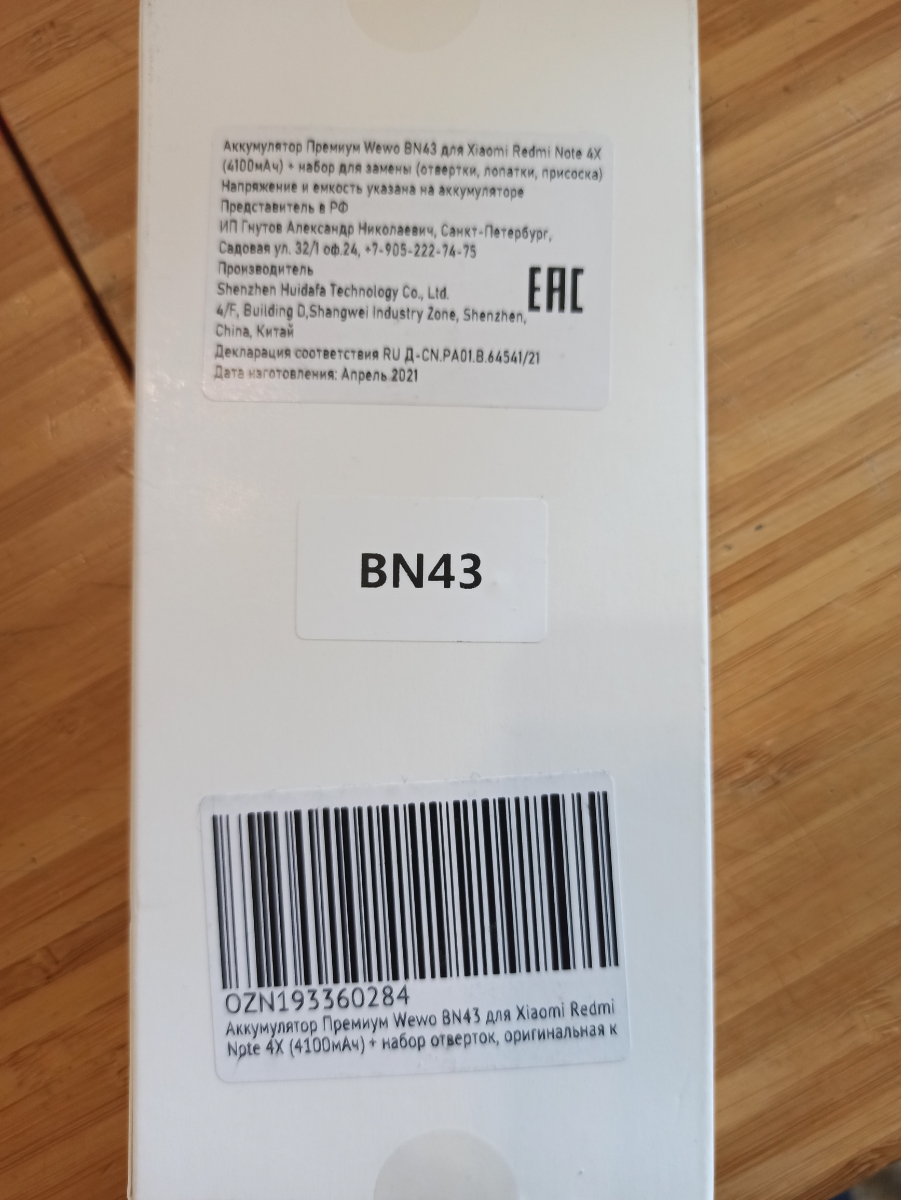 Аккумулятор Премиум Wewo BN43 для Xiaomi Redmi Note 4X
(4100мАч) + набор для замены (отвертки, лопатки, присоска)
Напряжение и емкость указана на аккумуляторе
Представитель в РФ
ИП Гнутов Александр Николаевич, Санкт-Петербург,
Садовая ул. 32/1 оф.24, +7-905-222-74-75
Производитель
Shenzhen Huidafa Technology Co., Ltd.
4/F, Building D,Shangwei Industry Zone, Shenzhen,
China, Китай
EAC
Декларация соответствия RU Д-CN.РА01.В.64541/21
Дата изготовления: Апрель 2021
BN43
OZN193360284
Аккумулятор Премиум Wewo BN43 для Xiaomi Redmi
Note 4X (4100мАч) + набор отверток, оригинальная к